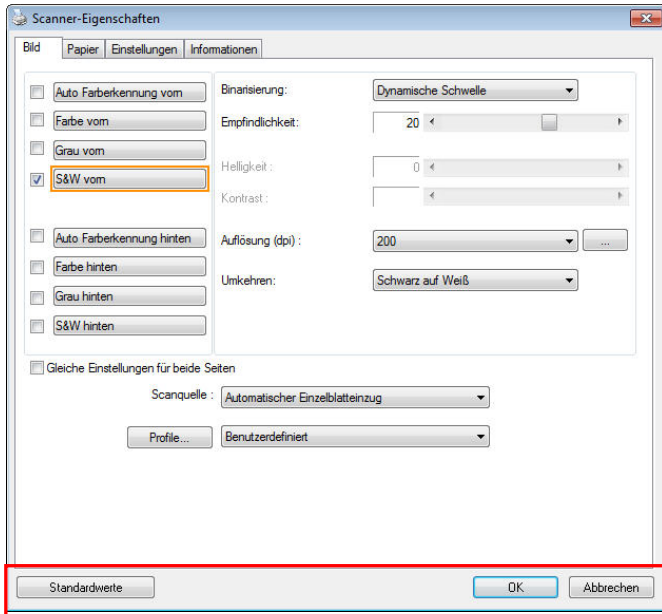 Scanner-Eigenschaften
Bild Papier Einstellungen Informationen
Auto Farberkennung vorn
Farbe vorn
Grau vorn
S&W vorn
Auto Farberkennung hinten
Farbe hinten
Grau hinten
S&W hinten
Binarisierung: Dynamische Schwelle
Empfindlichkeit: 20
Helligkeit : 0
Kontrast :
Auflösung (dpi) : 200 ...
Umkehren: Schwarz auf Weiß
Gleiche Einstellungen für beide Seiten
Scanquelle : Automatischer Einzelblatteinzug
Profile... Benutzerdefiniert
Standardwerte OK Abbrechen